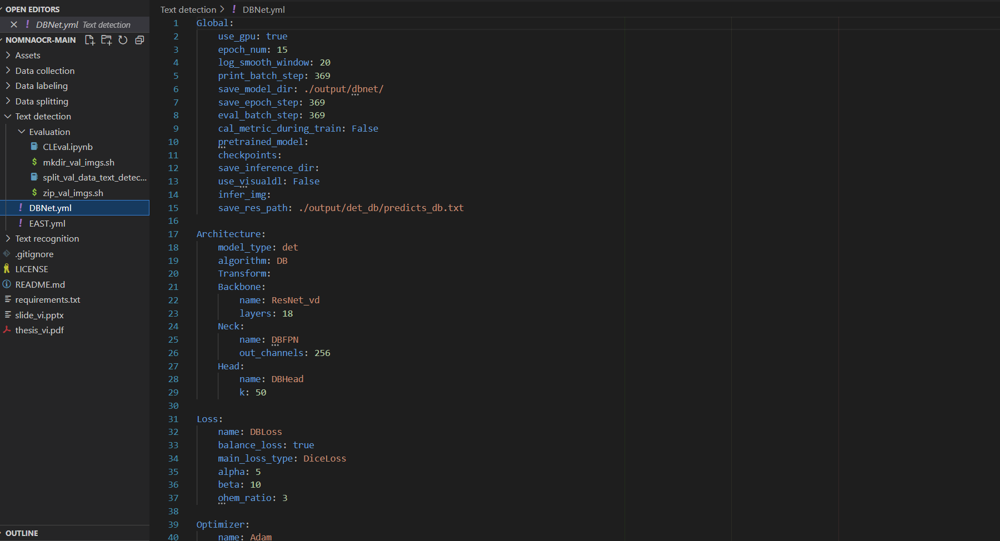 OPEN EDITORS
DBNet.yml Text detection
NOMNAOCR-MAIN
Assets
Data collection
Data labeling
Data splitting
Text detection
Evaluation
CLEval.ipynb
mkdir_val_imgs.sh
split_val_data_text_detec...
zip_val_imgs.sh
DBNet.yml
EAST.yml
Text recognition
.gitignore
LICENSE
README.md
requirements.txt
slide_vi.pptx
thesis_vi.pdf
OUTLINE
Text detection > ! DBNet.yml
1 Global:
2 use_gpu: true
3 epoch_num: 15
4 log_smooth_window: 20
5 print_batch_step: 369
6 save_model_dir: ./output/dbnet/
7 save_epoch_step: 369
8 eval_batch_step: 369
9 cal_metric_during_train: False
10 pretrained_model:
11 checkpoints:
12 save_inference_dir:
13 use_visualdl: False
14 infer_img:
15 save_res_path: ./output/det_db/predicts_db.txt
16
17 Architecture:
18 model_type: det
19 algorithm: DB
20 Transform:
21 Backbone:
22 name: ResNet_vd
23 layers: 18
24 Neck:
25 name: DBFPN
26 out_channels: 256
27 Head:
28 name: DBHead
29 k: 50
30
31 Loss:
32 name: DBLoss
33 balance_loss: true
34 main_loss_type: DiceLoss
35 alpha: 5
36 beta: 10
37 ohem_ratio: 3
38
39 Optimizer:
40 name: Adam